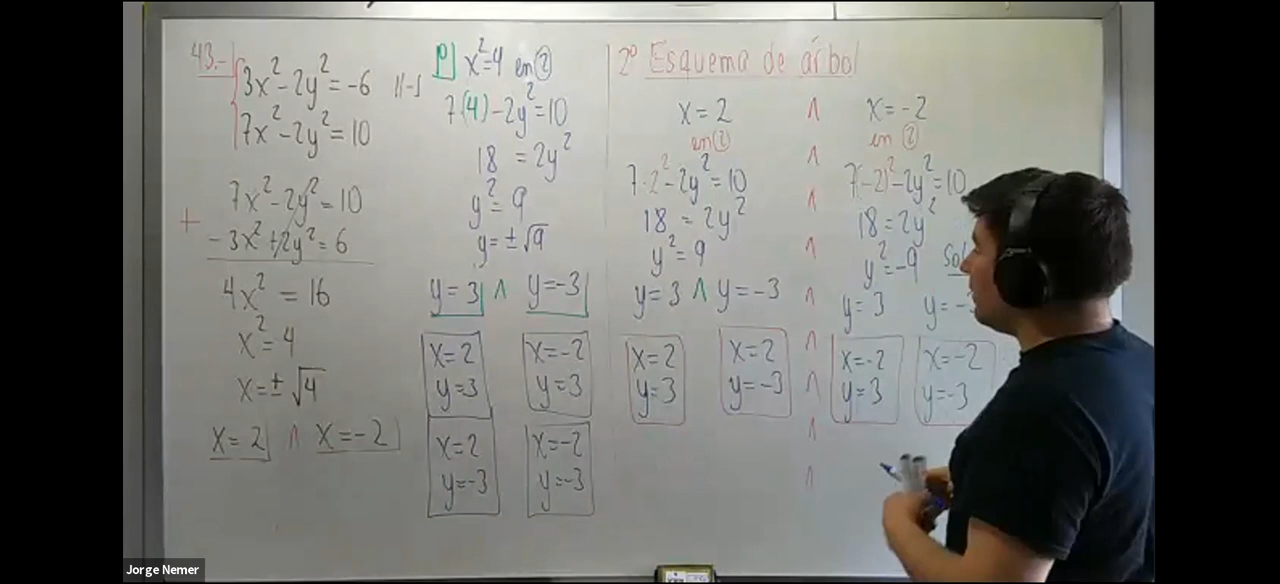 43.-
3x²-2y²=-6 //-1
7x²-2y²=10
7x²-2y²=10
+
-3x²+2y²=6
4x² = 16
x²=4
x=±√4
x=2 ∧ x=-2
1º x²=4 en ②
7·(4)-2y²=10
18 = 2y²
y²=9
y=±√9
y=3 ∧ y=-3
x=2 x=-2
y=3 y=3
x=2 x=-2
y=-3 y=-3
2º Esquema de árbol
x=2 ∧ x=-2
en ② ∧ en ②
7·2²-2y²=10 ∧ 7(-2)²-2y²=10
18=2y² ∧ 18=2y²
y²=9 ∧ y²=-9 Sol
y=3 ∧ y=-3 ∧ y=3 y=-
x=2 x=2 ∧ x=-2 x=-2
y=3 y=-3 ∧ y=3 y=-3
∧
∧
Jorge Nemer